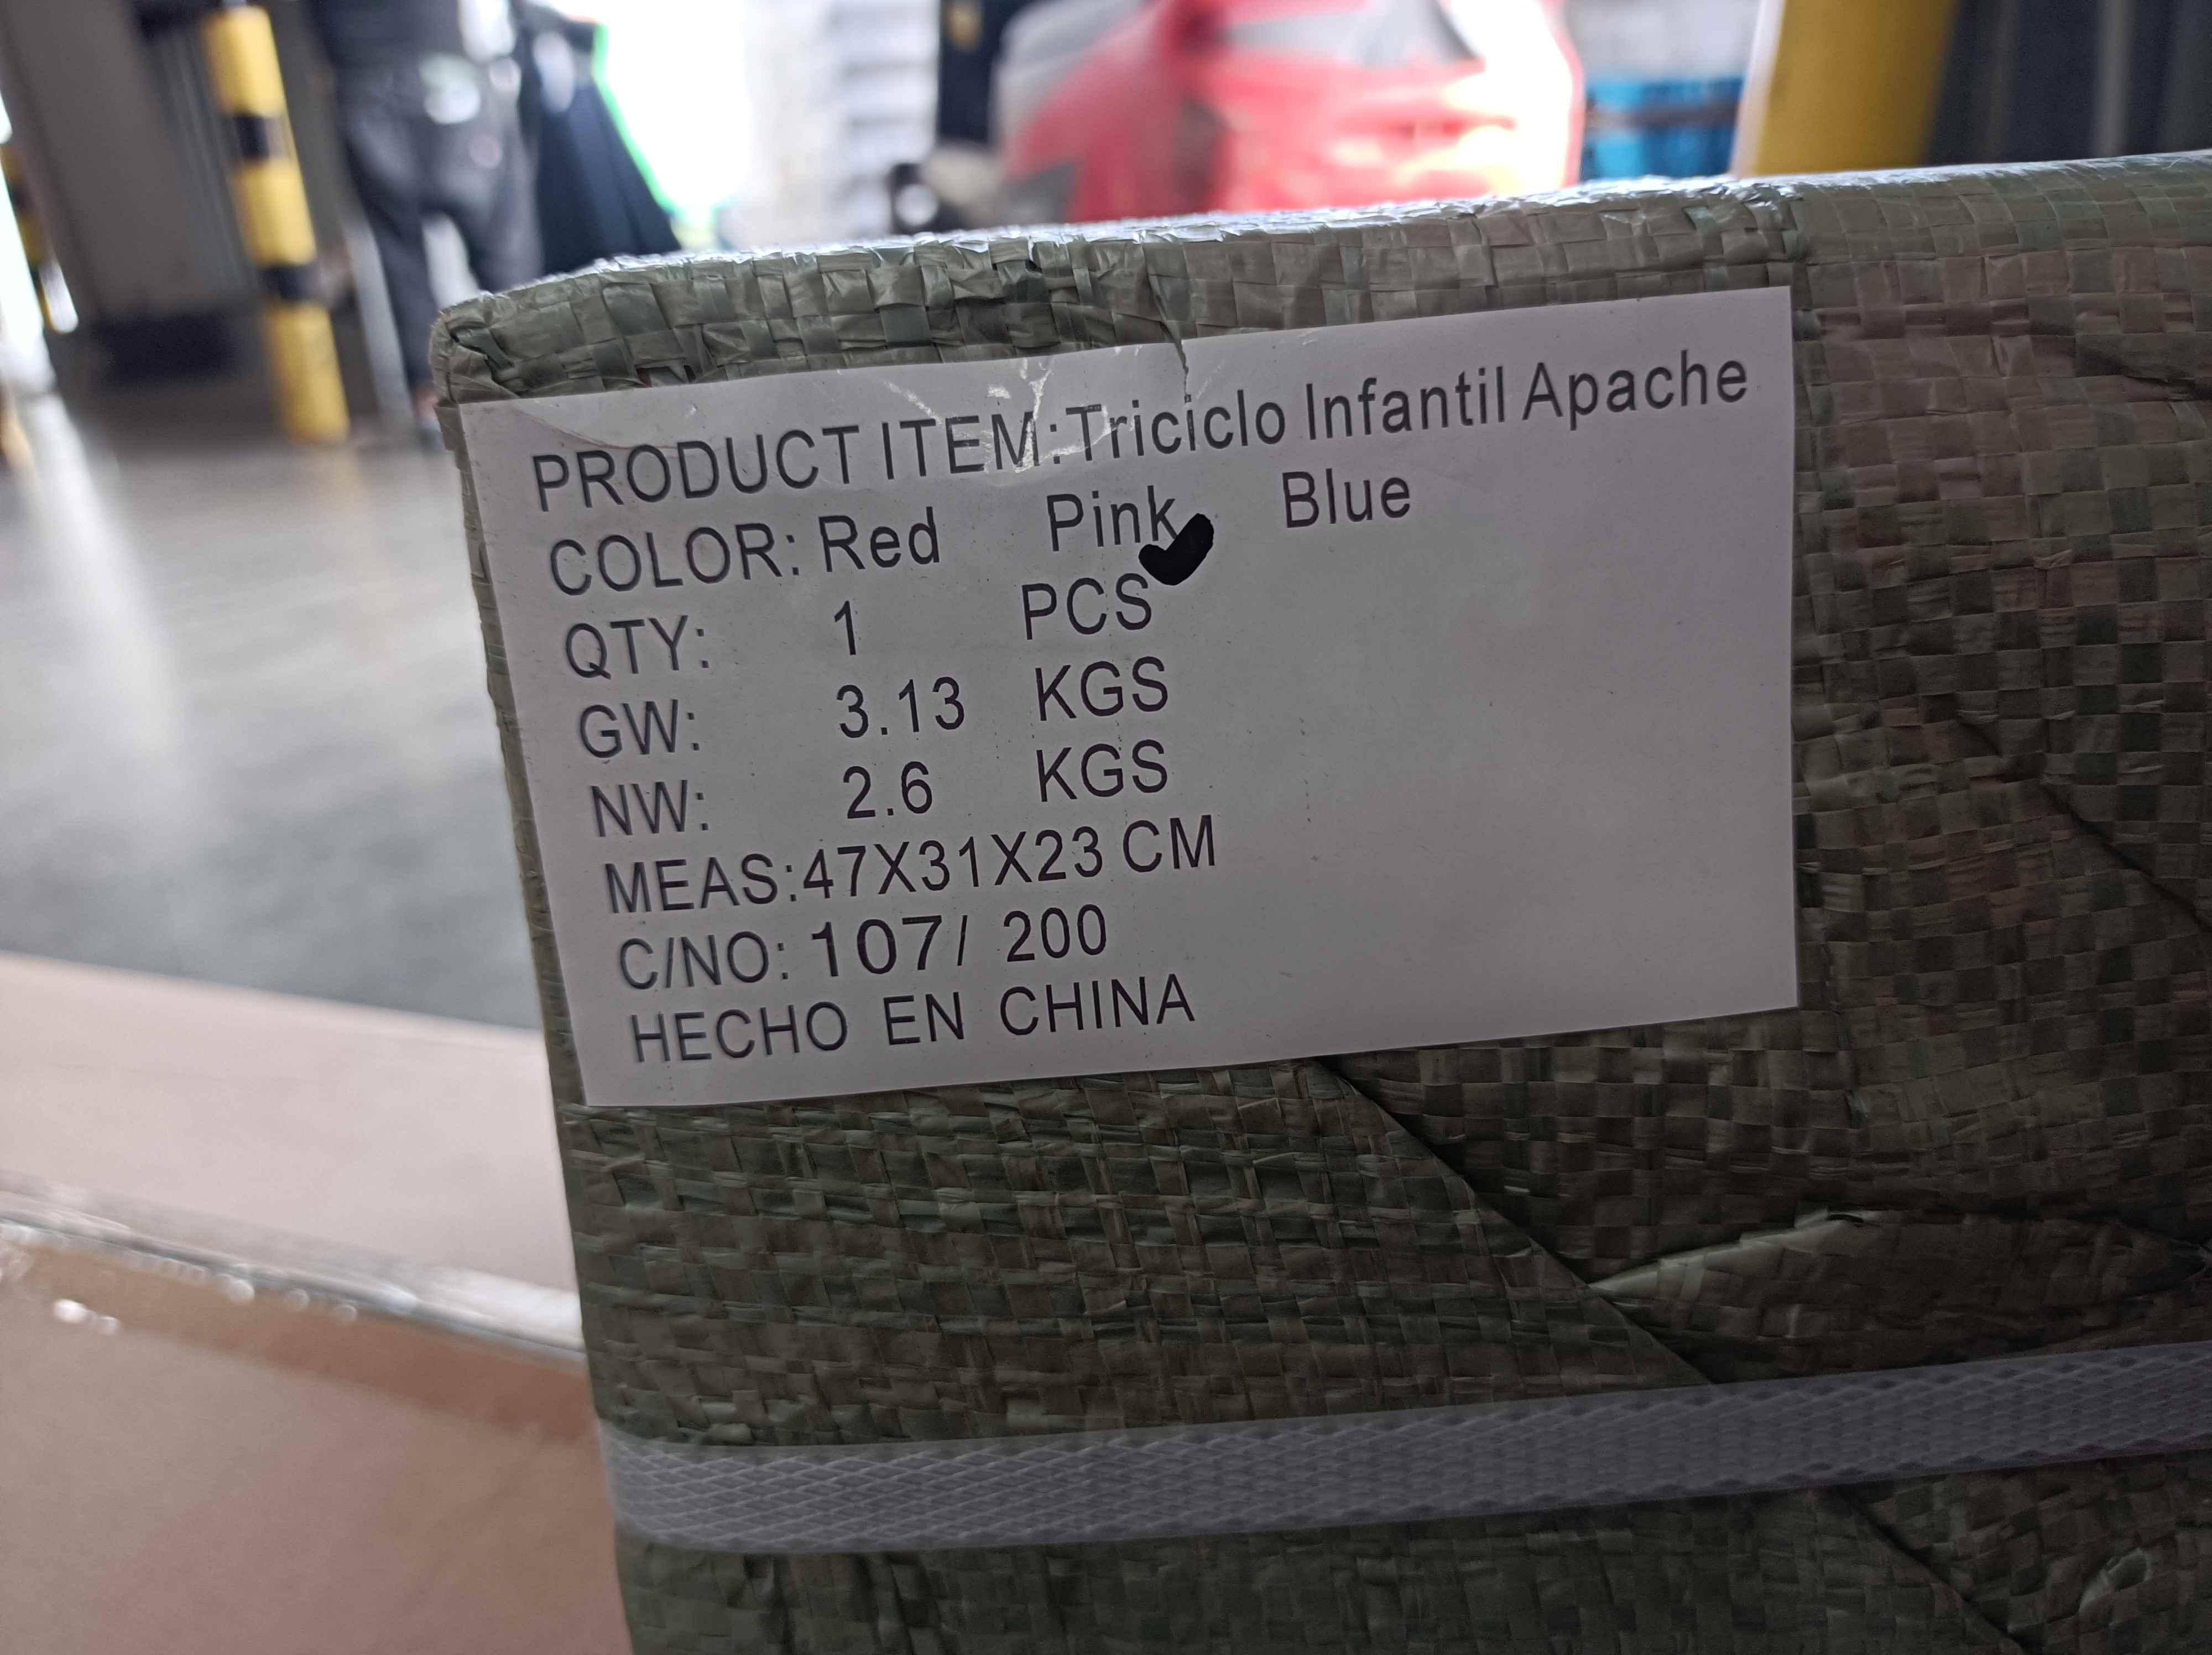 PRODUCT ITEM:Triciclo Infantil Apache
COLOR: Red Pink Blue
QTY: 1 PCS
GW: 3.13 KGS
NW: 2.6 KGS
MEAS:47X31X23 CM
C/NO: 107/ 200
HECHO EN CHINA